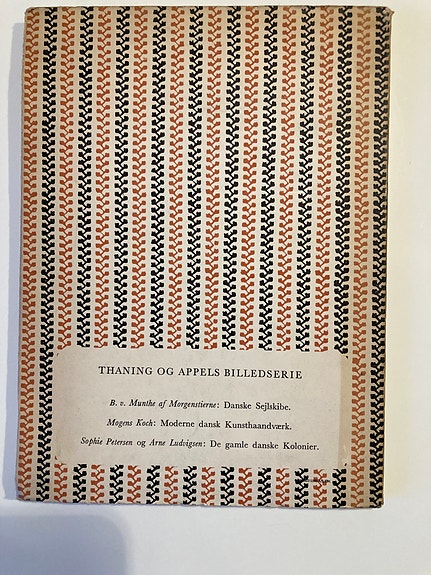 THANING OG APPELS BILLEDSERIE
B. v. Munthe af Morgenstierne: Danske Sejlskibe.
Mogens Koch: Moderne dansk Kunsthaandværk.
Sophie Petersen og Arne Ludvigsen: De gamle danske Kolonier.